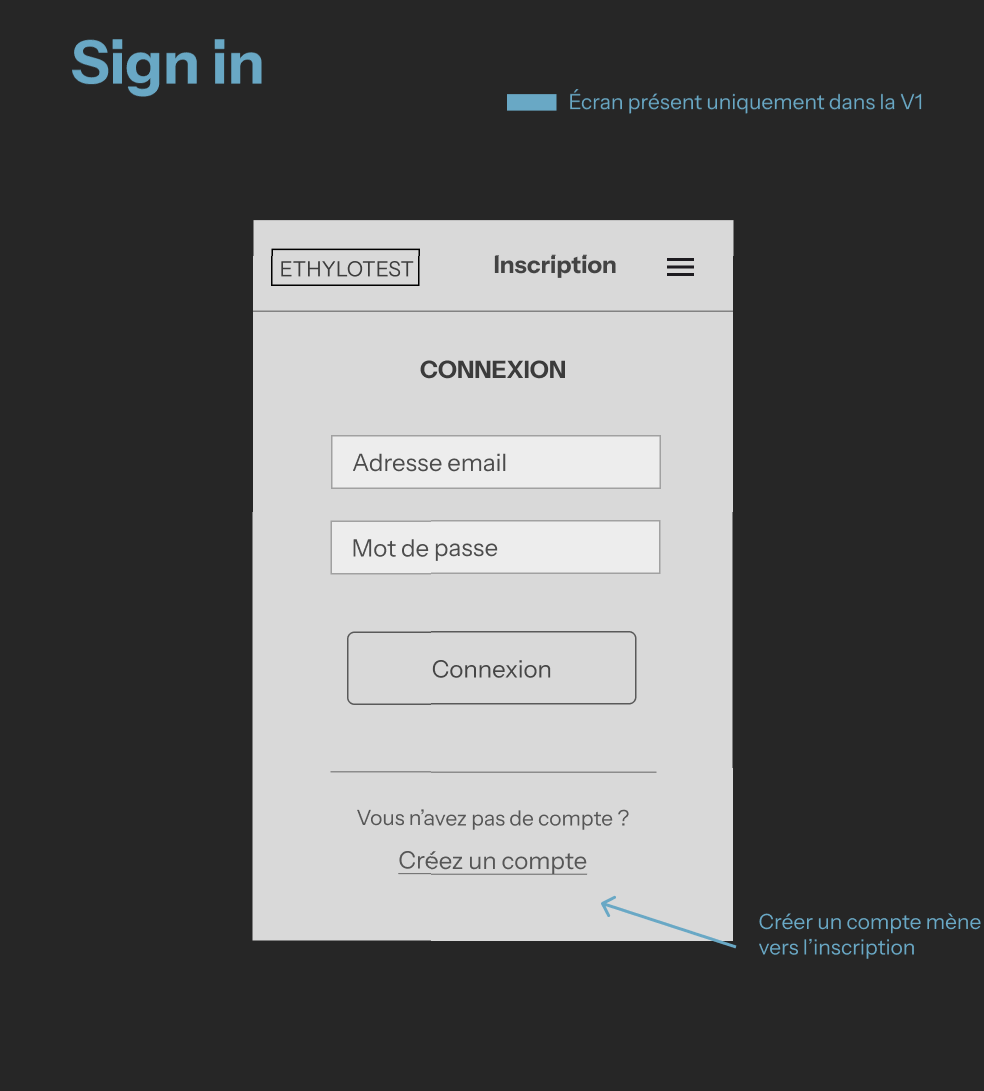 Sign in
Écran présent uniquement dans la V1
ETHYLOTEST
Inscription
CONNEXION
Adresse email
Mot de passe
Connexion
Vous n’avez pas de compte ?
Créez un compte
Créer un compte mène
vers l’inscription